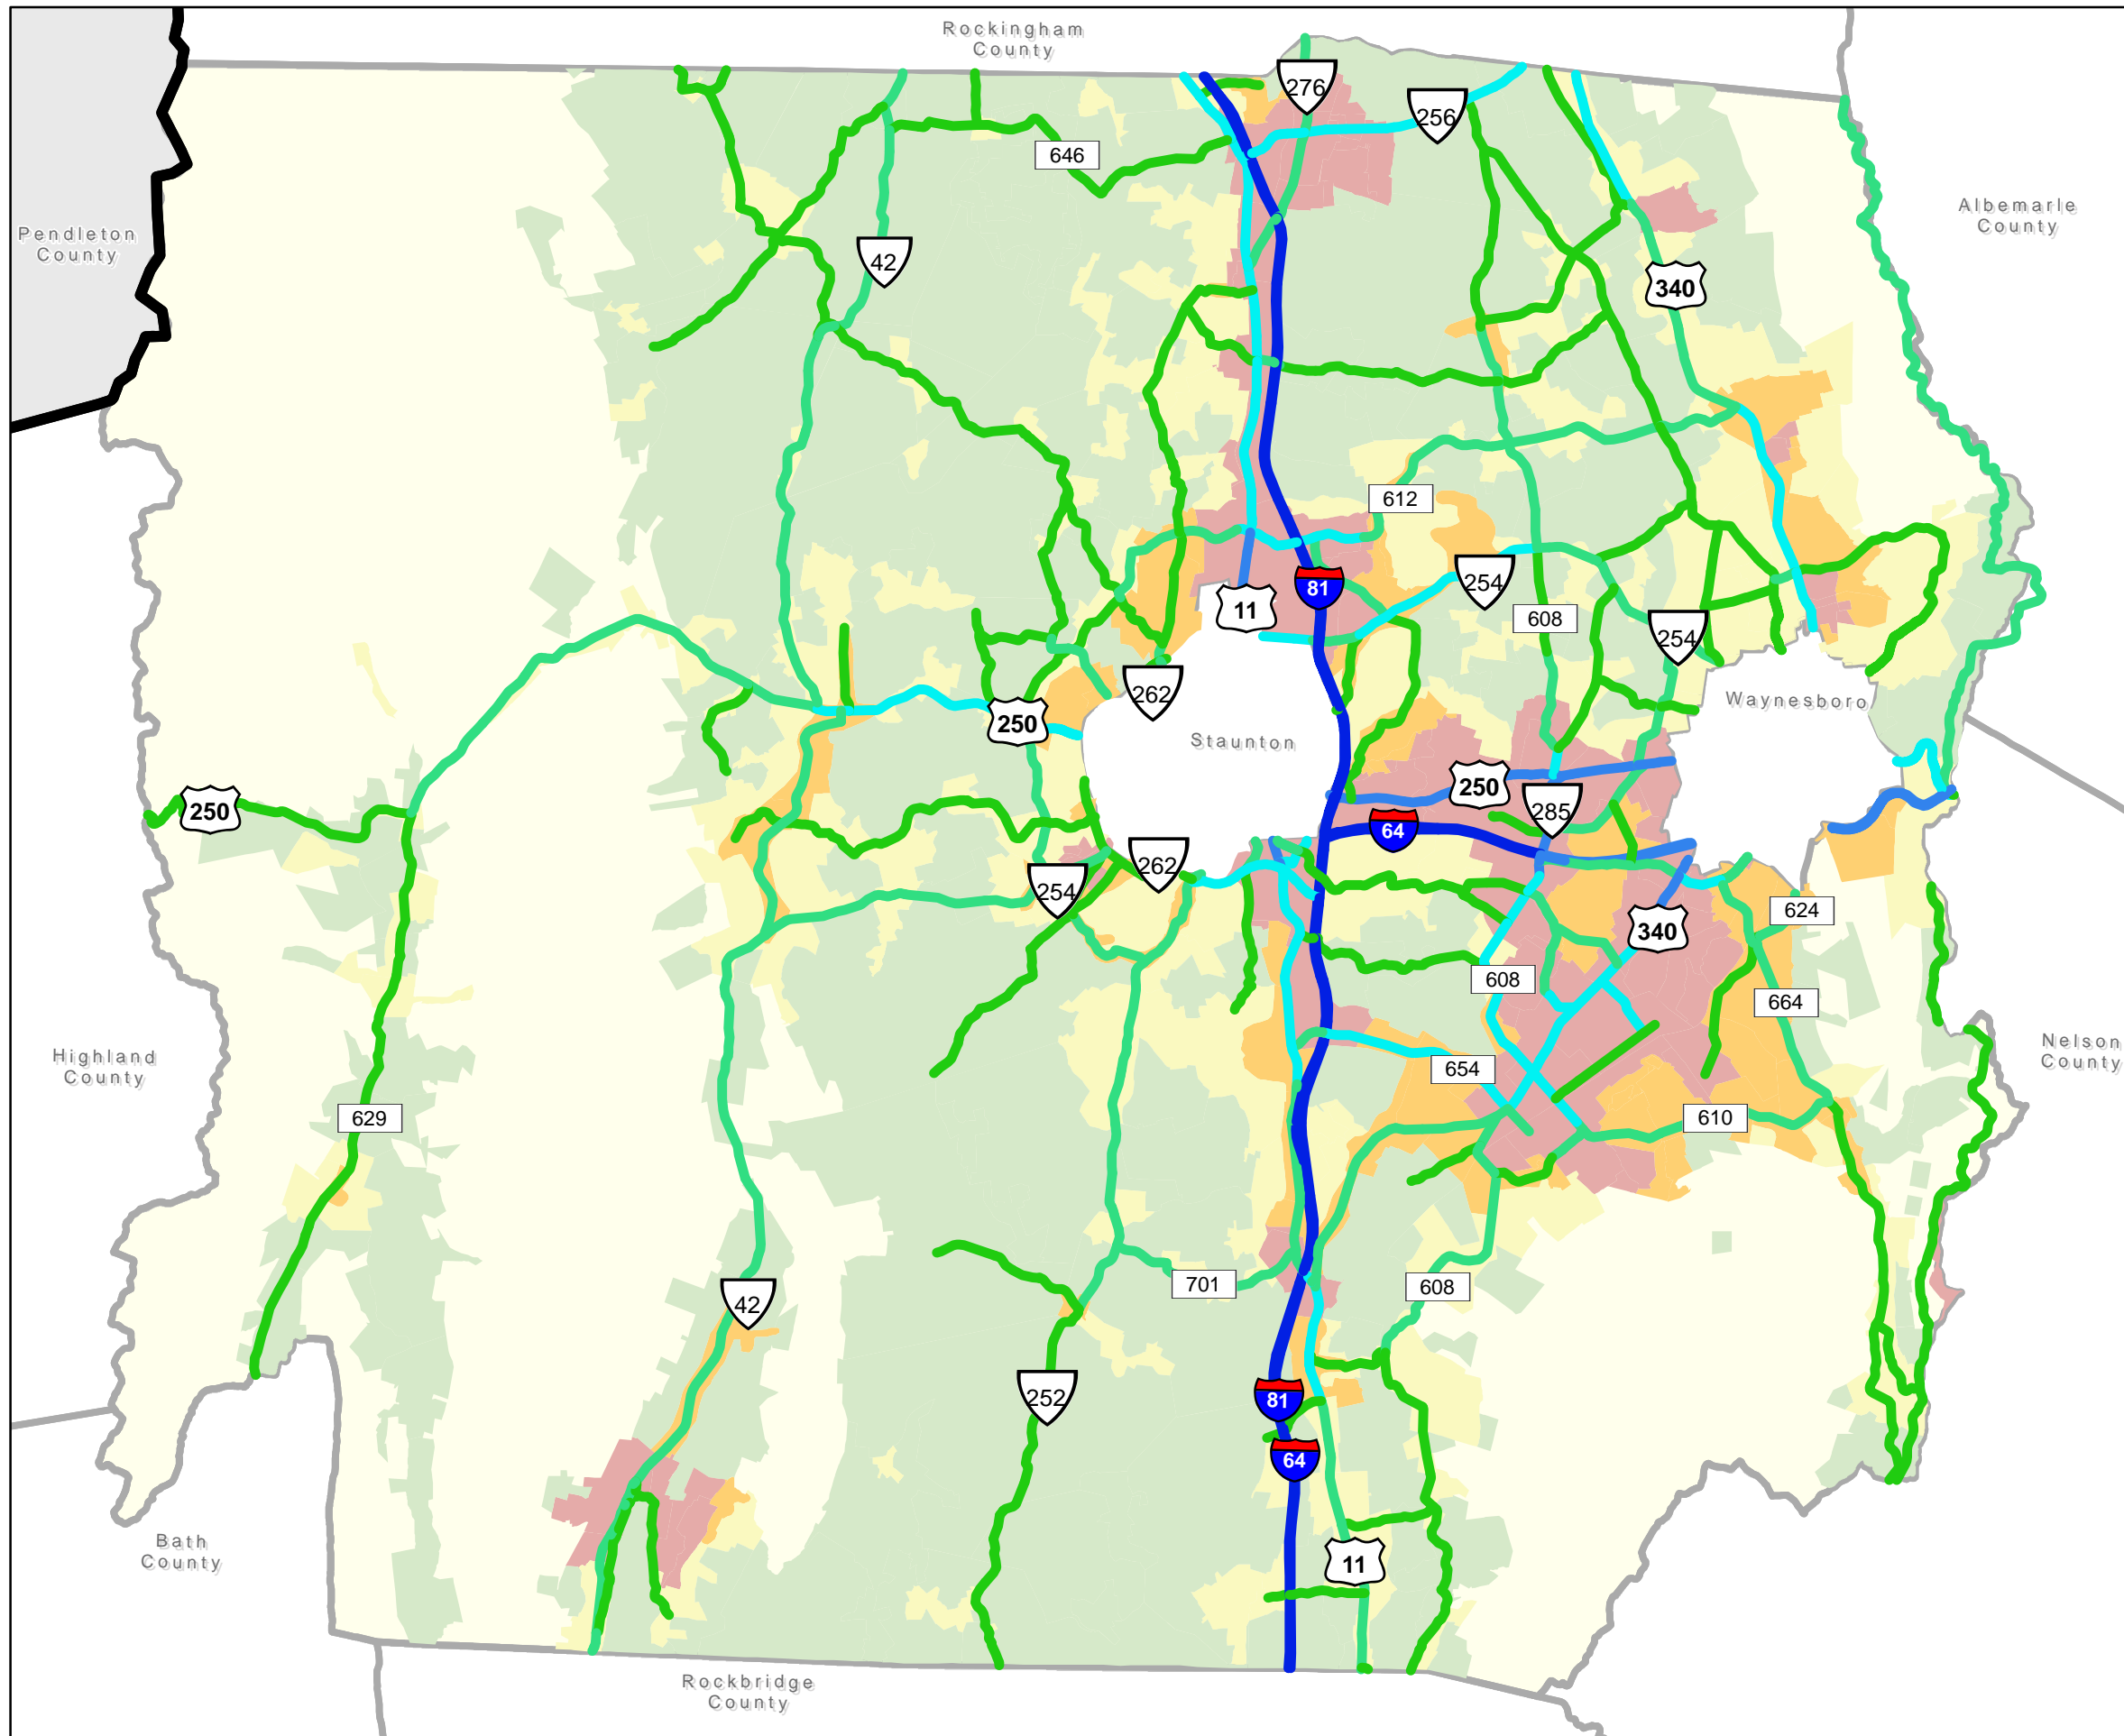 Rockingham
County
276
256
646
Albemarle
County
Pendleton
County
42
340
612
81
254
11
608
254
262
Waynesboro
250
Staunton
250
250
285
64
262
254
624
340
608
664
Highland
County
Nelson
County
654
629
610
701
608
42
252
81
64
Bath
County
11
Rockbridge
County